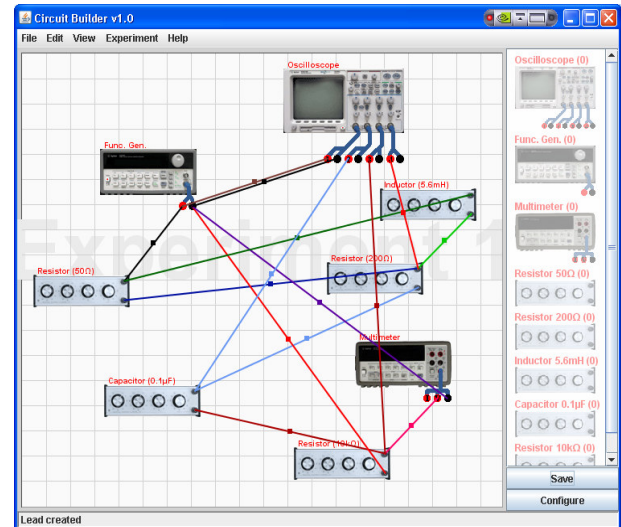 Circuit Builder v1.0
File Edit View Experiment Help
Oscilloscope
Func. Gen.
Inductor (5.6mH)
Experiment 1
Resistor (50Ω)
Resistor (200Ω)
Multimeter
Capacitor (0.1µF)
Resistor (10kΩ)
Oscilloscope (0)
Func. Gen. (0)
Multimeter (0)
Resistor 50Ω (0)
Resistor 200Ω (0)
Inductor 5.6mH (0)
Capacitor 0.1µF (0)
Resistor 10kΩ (0)
Save
Configure
Lead created